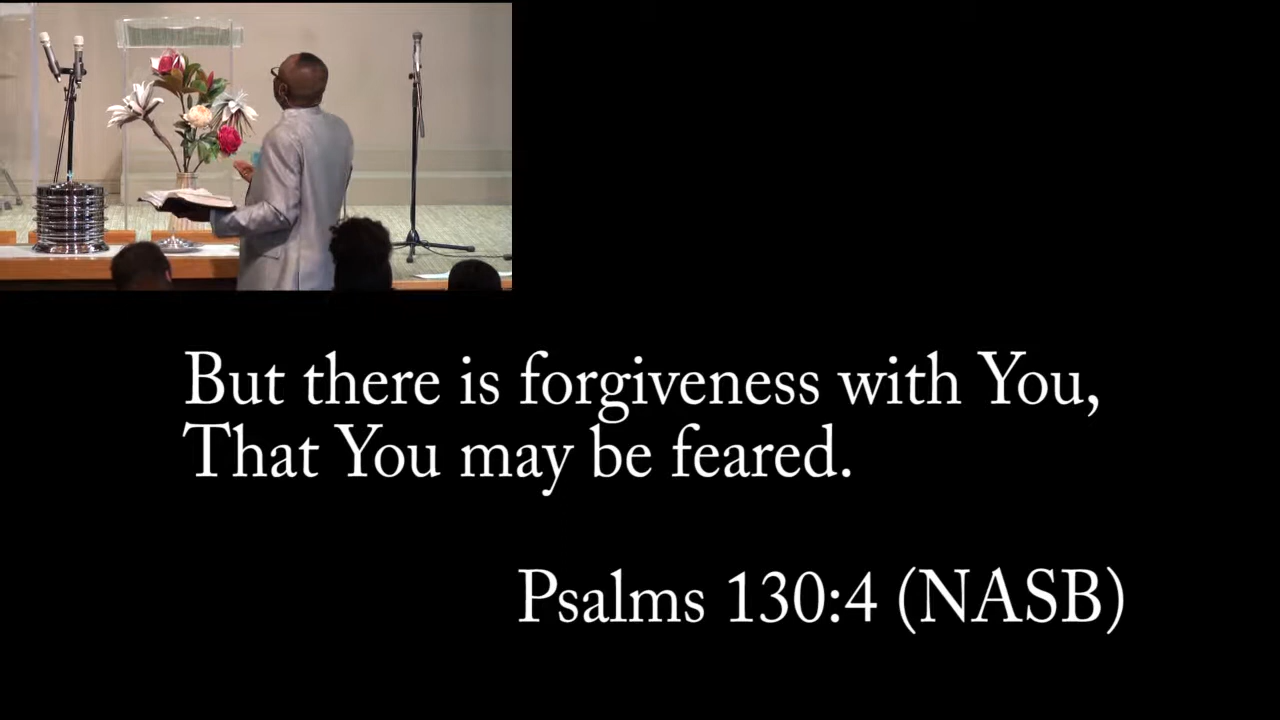 But there is forgiveness with You,
That You may be feared.
Psalms 130:4 (NASB)